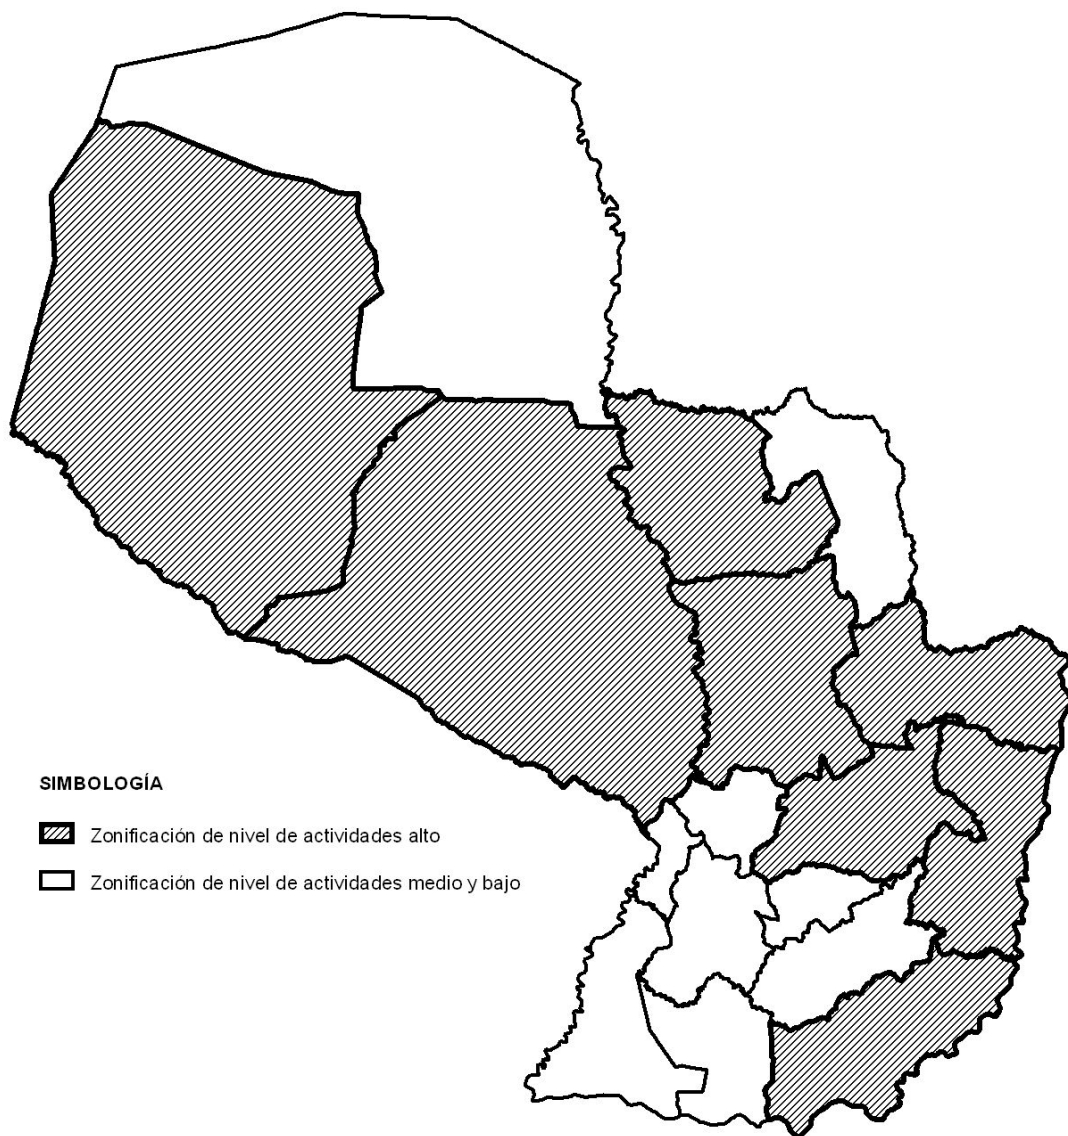 SIMBOLOGÍA
Zonificación de nivel de actividades alto
Zonificación de nivel de actividades medio y bajo